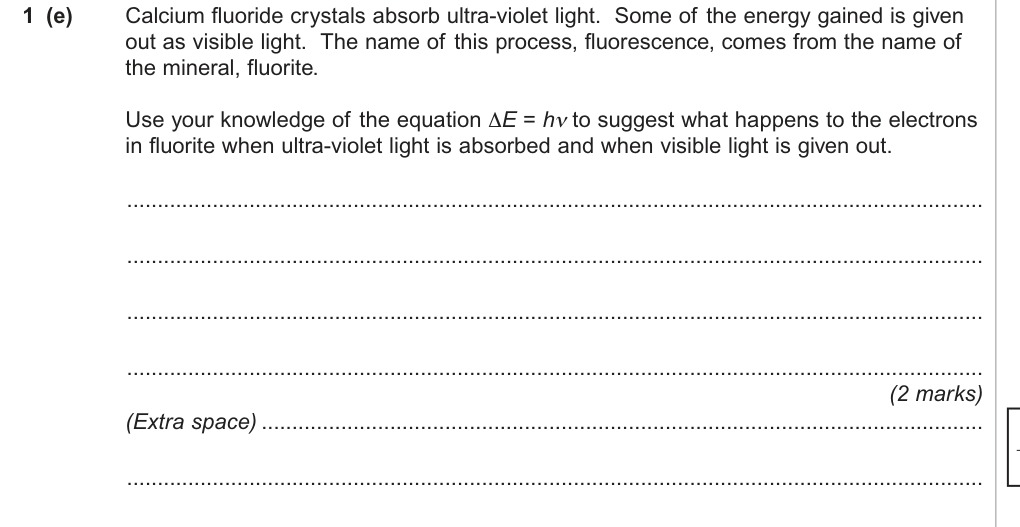 1 (e) Calcium fluoride crystals absorb ultra-violet light. Some of the energy gained is given
out as visible light. The name of this process, fluorescence, comes from the name of
the mineral, fluorite.
Use your knowledge of the equation ΔE = hν to suggest what happens to the electrons
in fluorite when ultra-violet light is absorbed and when visible light is given out.
(2 marks)
(Extra space)